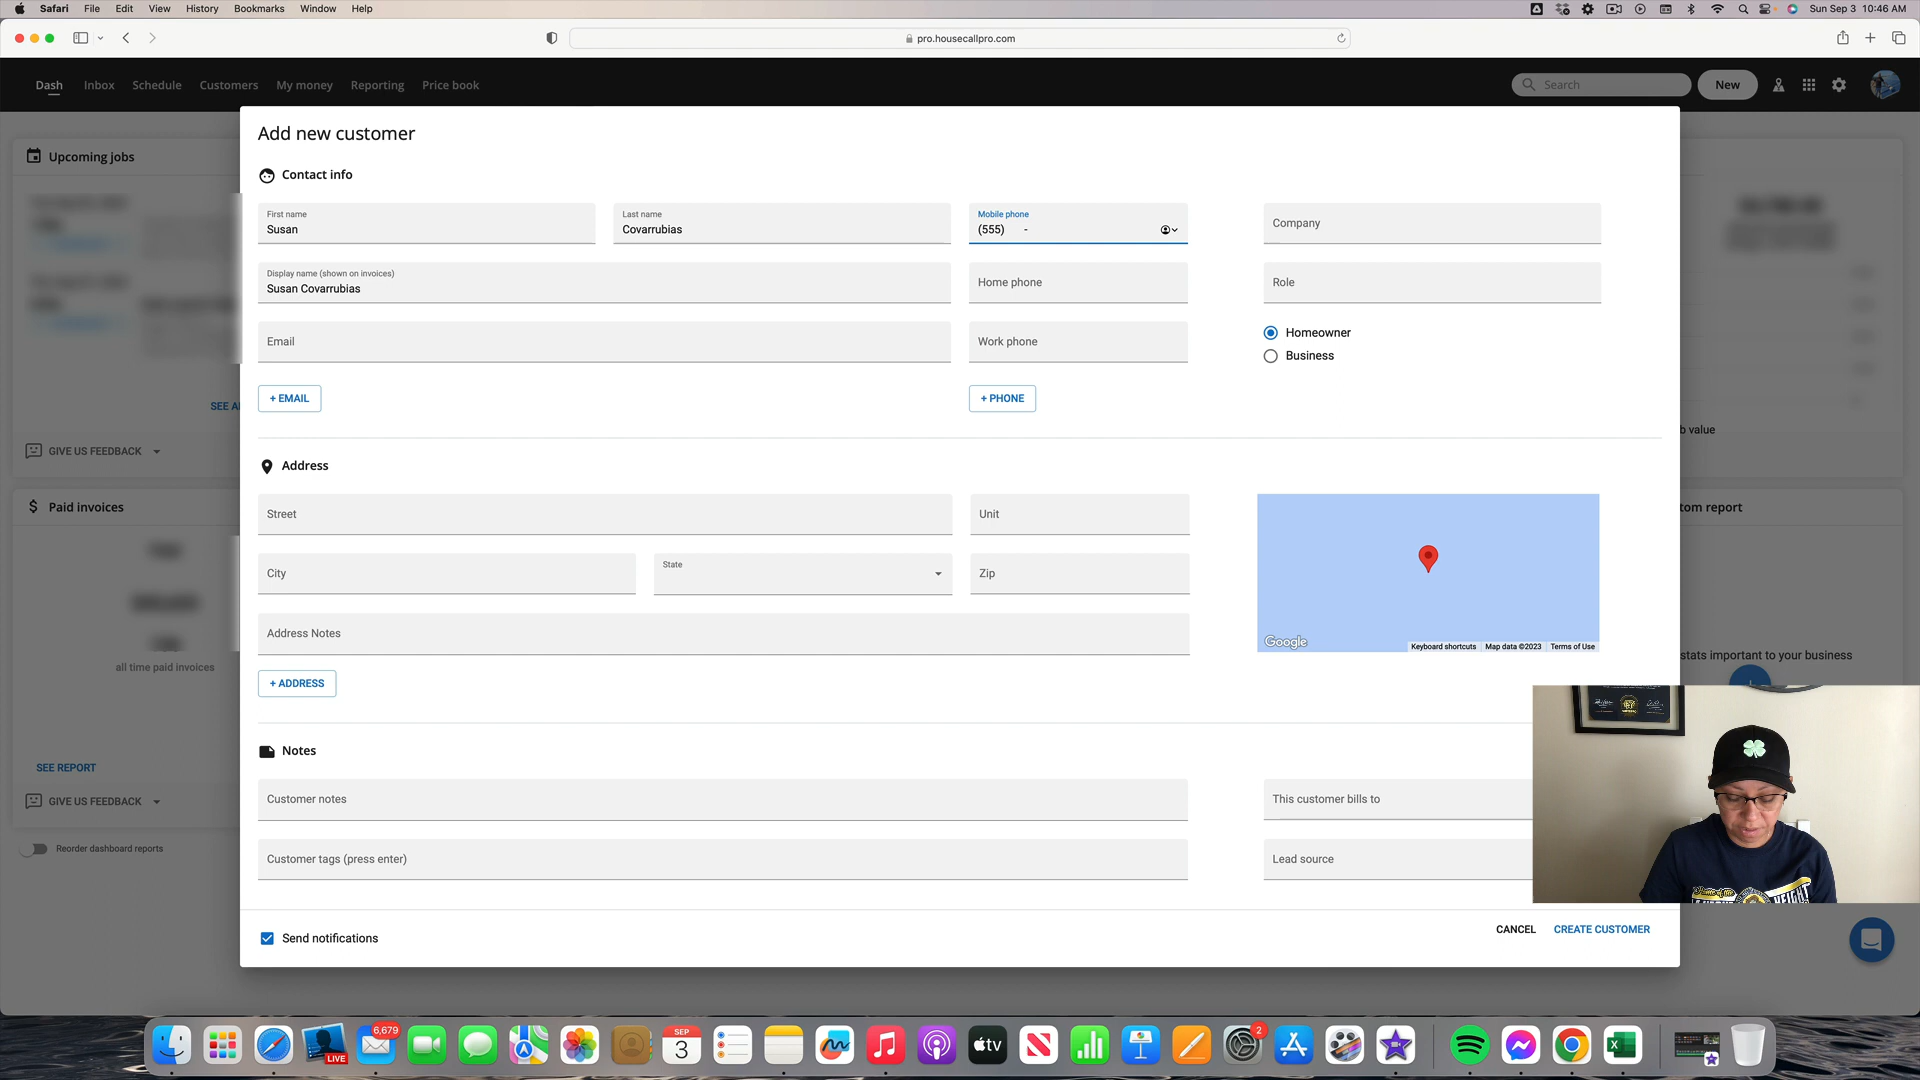 Safari File Edit View History Bookmarks Window Help
Sun Sep 3 10:46 AM
pro.housecallpro.com
Dash Inbox Schedule Customers My money Reporting Price book
Search
New
Upcoming jobs
Add new customer
Contact info
First name
Susan
Last name
Covarrubias
Mobile phone
(555) -
Company
Display name (shown on invoices)
Susan Covarrubias
Home phone
Role
Email
Work phone
Homeowner
Business
+ EMAIL
+ PHONE
SEE A
b value
GIVE US FEEDBACK
Address
Paid invoices
tom report
Street
Unit
City
State
Zip
Address Notes
Google
Keyboard shortcuts Map data ©2023 Terms of Use
all time paid invoices
stats important to your business
+ ADDRESS
Notes
SEE REPORT
Customer notes
This customer bills to
GIVE US FEEDBACK
Reorder dashboard reports
Customer tags (press enter)
Lead source
Send notifications
CANCEL
CREATE CUSTOMER
LIVE
6,679
SEP
3
tv
2
X